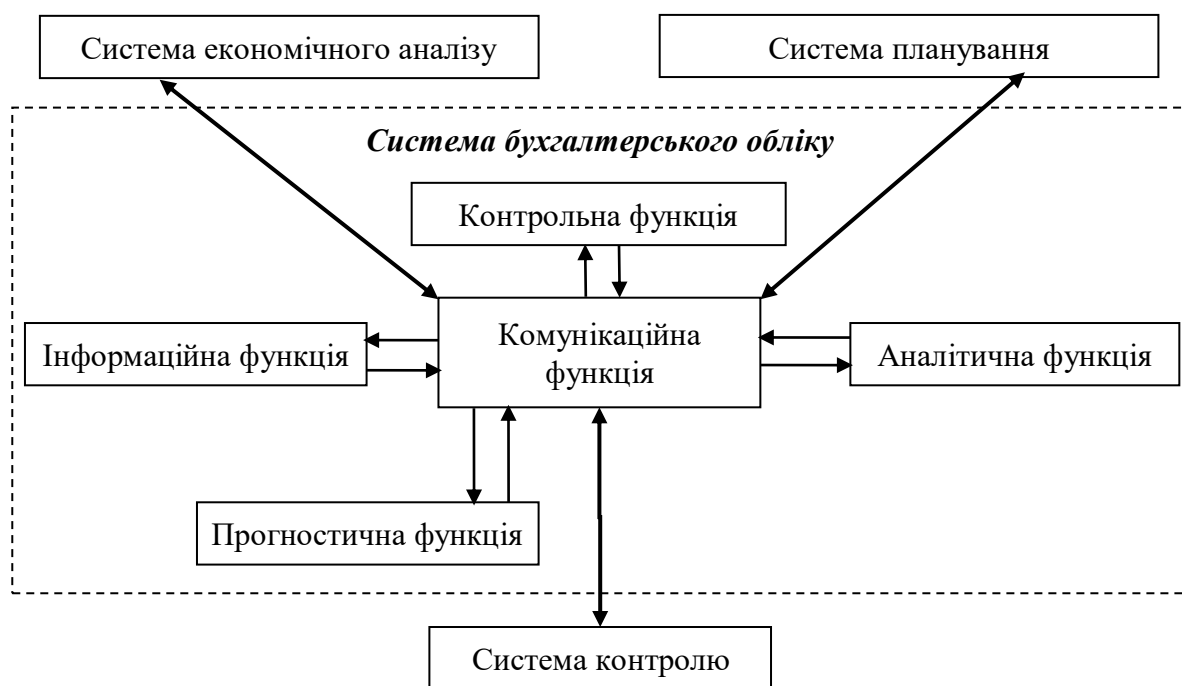 Система економічного аналізу
Система планування
Система бухгалтерського обліку
Контрольна функція
Комунікаційна
функція
Інформаційна функція
Аналітична функція
Прогностична функція
Система контролю